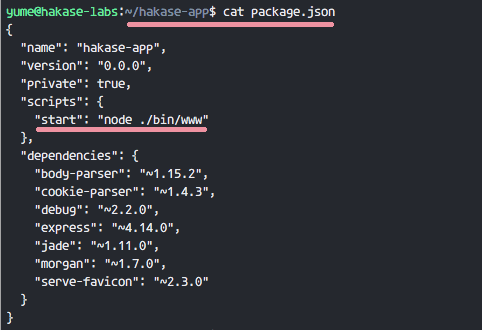 yume@hakase-labs:~/hakase-app$ cat package.json
{
  "name": "hakase-app",
  "version": "0.0.0",
  "private": true,
  "scripts": {
    "start": "node ./bin/www"
  },
  "dependencies": {
    "body-parser": "~1.15.2",
    "cookie-parser": "~1.4.3",
    "debug": "~2.2.0",
    "express": "~4.14.0",
    "jade": "~1.11.0",
    "morgan": "~1.7.0",
    "serve-favicon": "~2.3.0"
  }
}